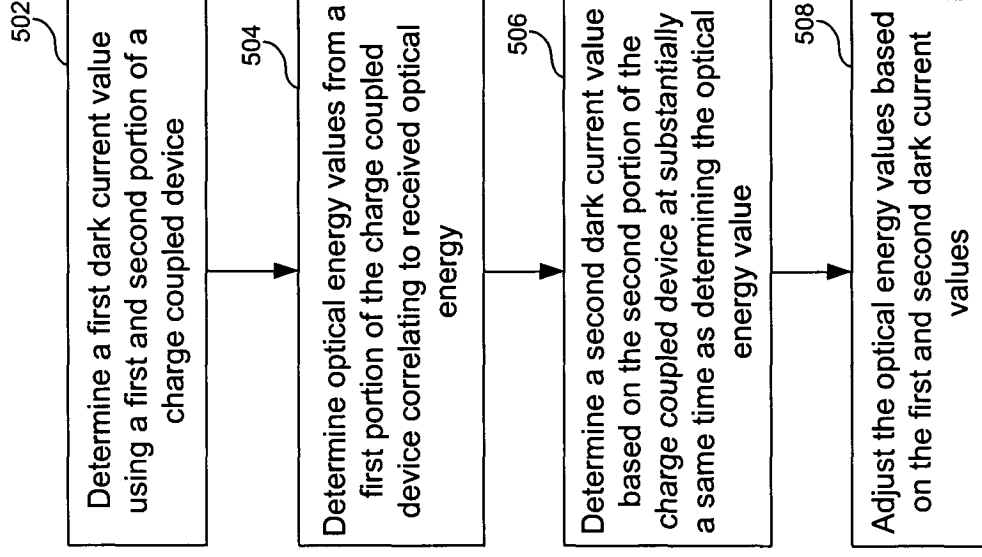 502
Determine a first dark current value
using a first and second portion of a
charge coupled device
504
Determine optical energy values from a
first portion of the charge coupled
device correlating to received optical
energy
506
Determine a second dark current value
based on the second portion of the
charge coupled device at substantially
a same time as determining the optical
energy value
508
Adjust the optical energy values based
on the first and second dark current
values